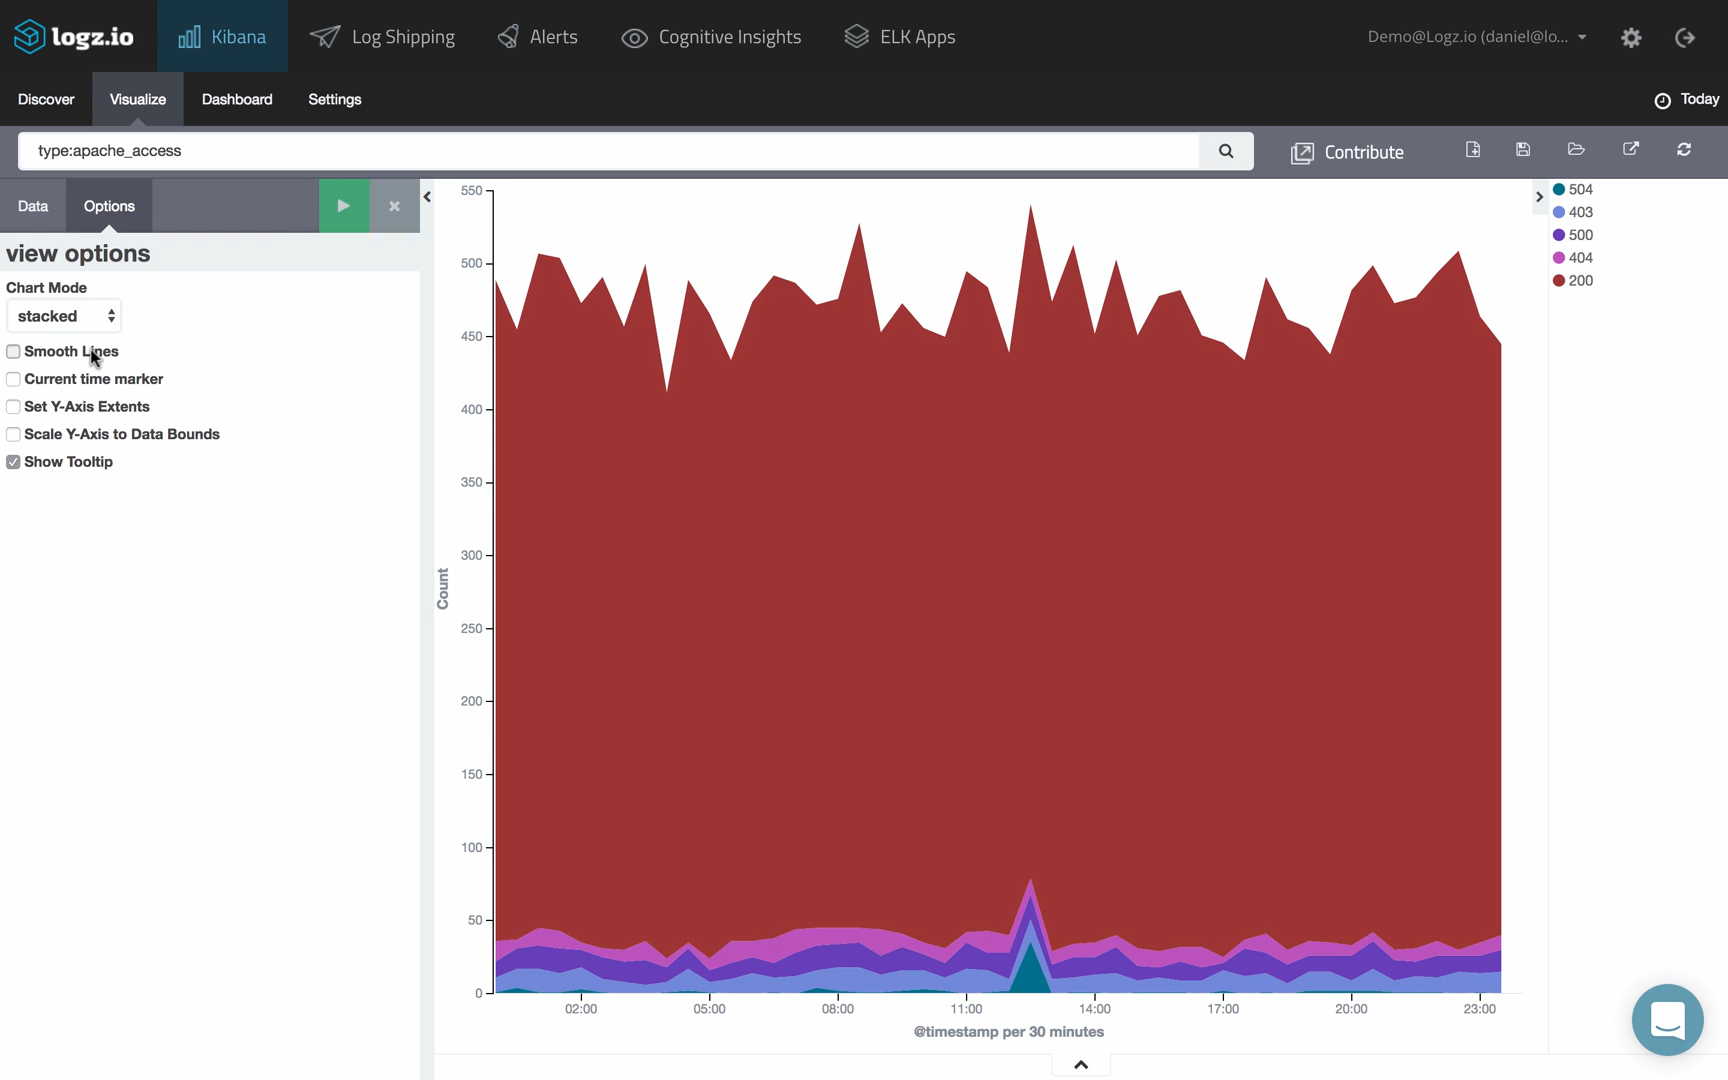 logz.io
Kibana
Log Shipping
Alerts
Cognitive Insights
ELK Apps
Demo@Logz.io (daniel@lo...
Discover
Visualize
Dashboard
Settings
Today
type:apache_access
Contribute
Data
Options
view options
Chart Mode
stacked
Smooth Lines
Current time marker
Set Y-Axis Extents
Scale Y-Axis to Data Bounds
Show Tooltip
550
500
450
400
350
300
250
200
150
100
50
0
Count
02:00
05:00
08:00
11:00
14:00
17:00
20:00
23:00
@timestamp per 30 minutes
504
403
500
404
200